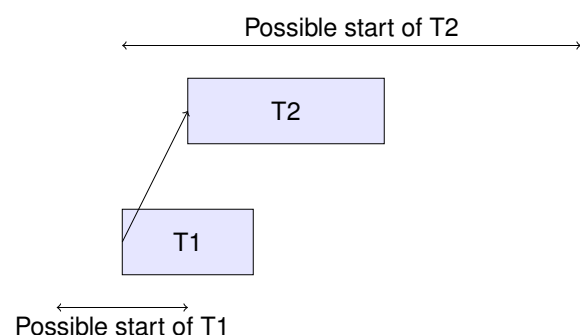 Possible start of T2
T2
T1
Possible start of T1